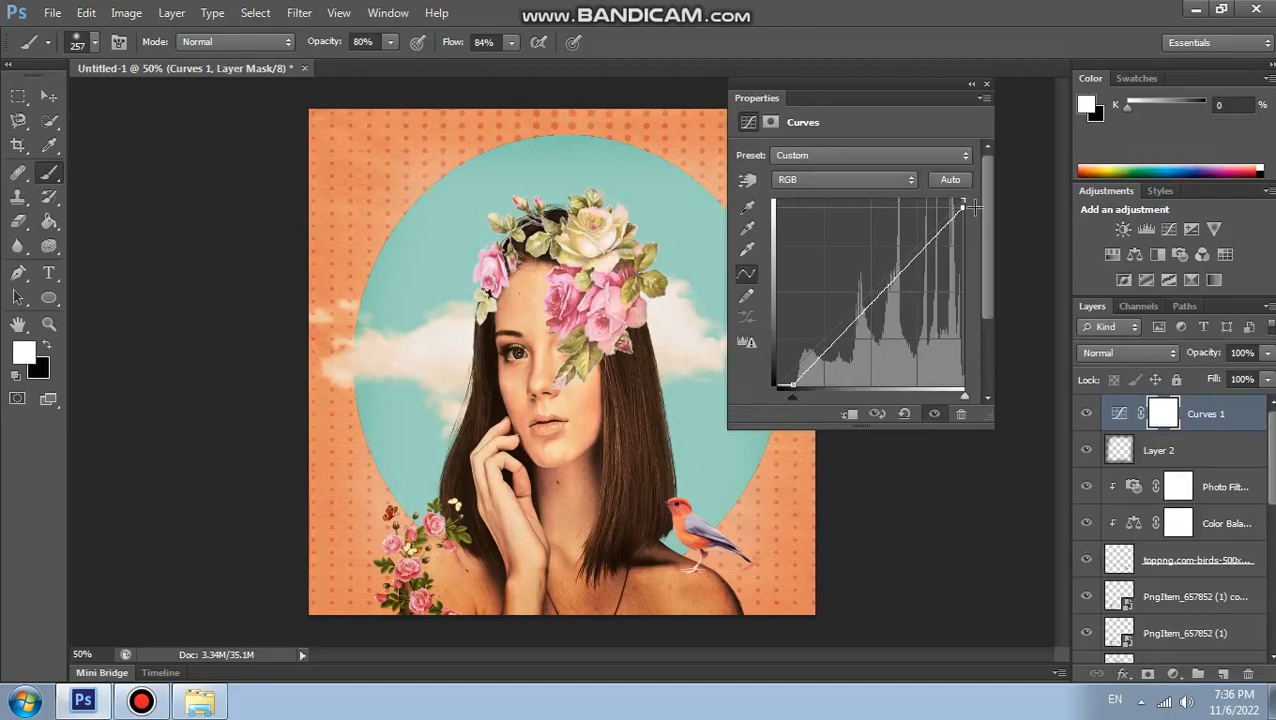 Ps File Edit Image Layer Type Select Filter 3D View Window Help
www.BANDICAM.com
257 Mode: Normal Opacity: 80% Flow: 84% Essentials
Untitled-1 @ 50% (Curves 1, Layer Mask/8) * ×
Properties
Curves
Preset: Custom
RGB Auto
Color Swatches
K 0 %
Adjustments Styles
Add an adjustment
Layers Channels Paths
Kind
Normal Opacity: 100%
Lock: Fill: 100%
Curves 1
Layer 2
Photo Filt...
Color Bala...
toppng.com-birds-500x...
PngItem_657852 (1) co...
PngItem_657852 (1)
50% Doc: 3.34M/35.1M
Mini Bridge Timeline
Ps EN 7:36 PM
11/6/2022